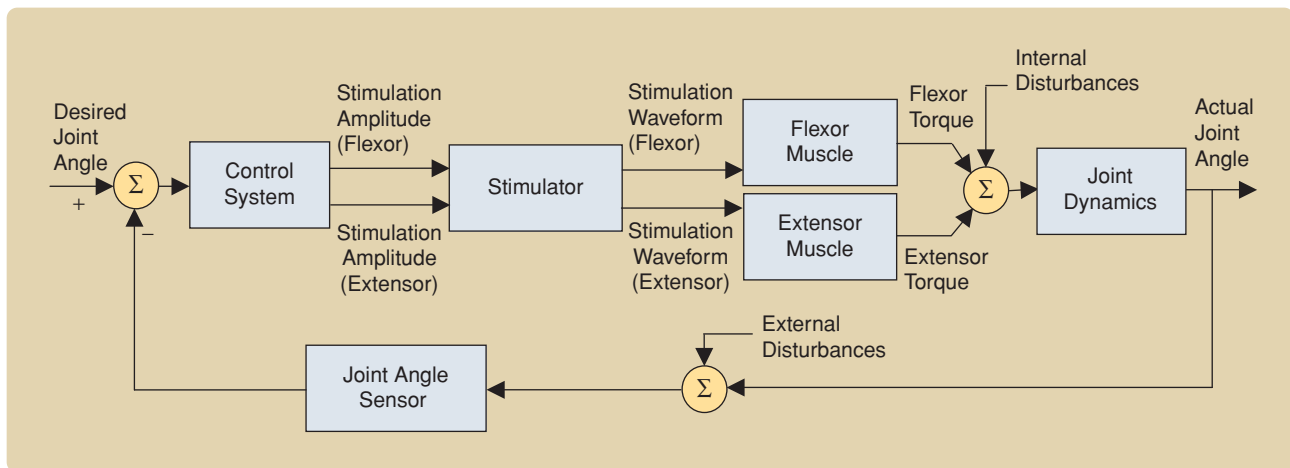 Desired
Joint
Angle
+
−
Σ
Control
System
Stimulation
Amplitude
(Flexor)
Stimulation
Amplitude
(Extensor)
Stimulator
Stimulation
Waveform
(Flexor)
Stimulation
Waveform
(Extensor)
Flexor
Muscle
Extensor
Muscle
Flexor
Torque
Extensor
Torque
Internal
Disturbances
Σ
Joint
Dynamics
Actual
Joint
Angle
External
Disturbances
Σ
Joint Angle
Sensor